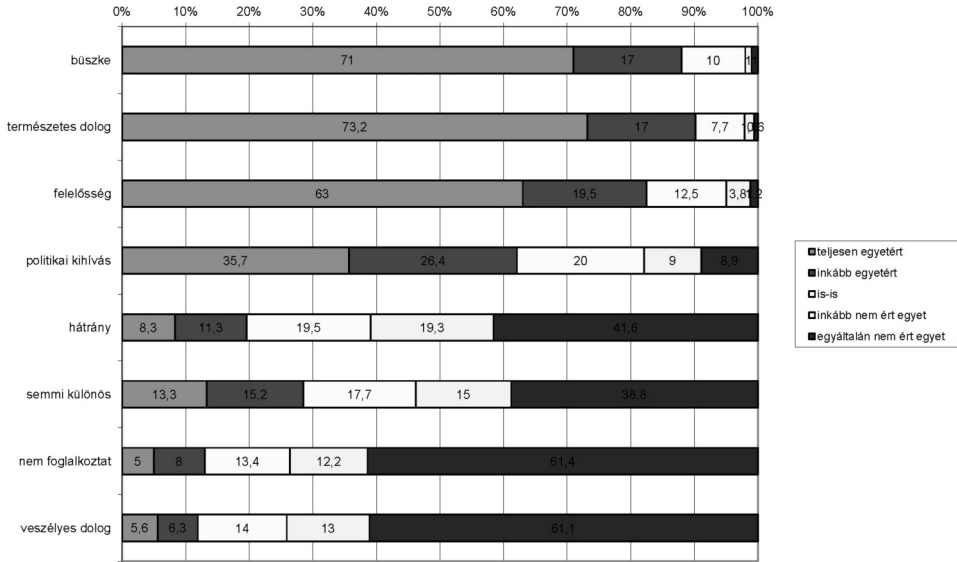 0% 10% 20% 30% 40% 50% 60% 70% 80% 90% 100%
büszke 71 17 10 1 1
természetes dolog 73,2 17 7,7
felelősség 63 19,5 12,5 3,8 1,2
politikai kihívás 35,7 26,4 20 9 8,9
teljesen egyetért
inkább egyetért
is-is
inkább nem ért egyet
egyáltalán nem ért egyet
hátrány 8,3 11,3 19,5 19,3 41,6
semmi különös 13,3 15,2 17,7 15 38,8
nem foglalkoztat 5 8 13,4 12,2 61,4
veszélyes dolog 5,6 6,3 14 13 61,1